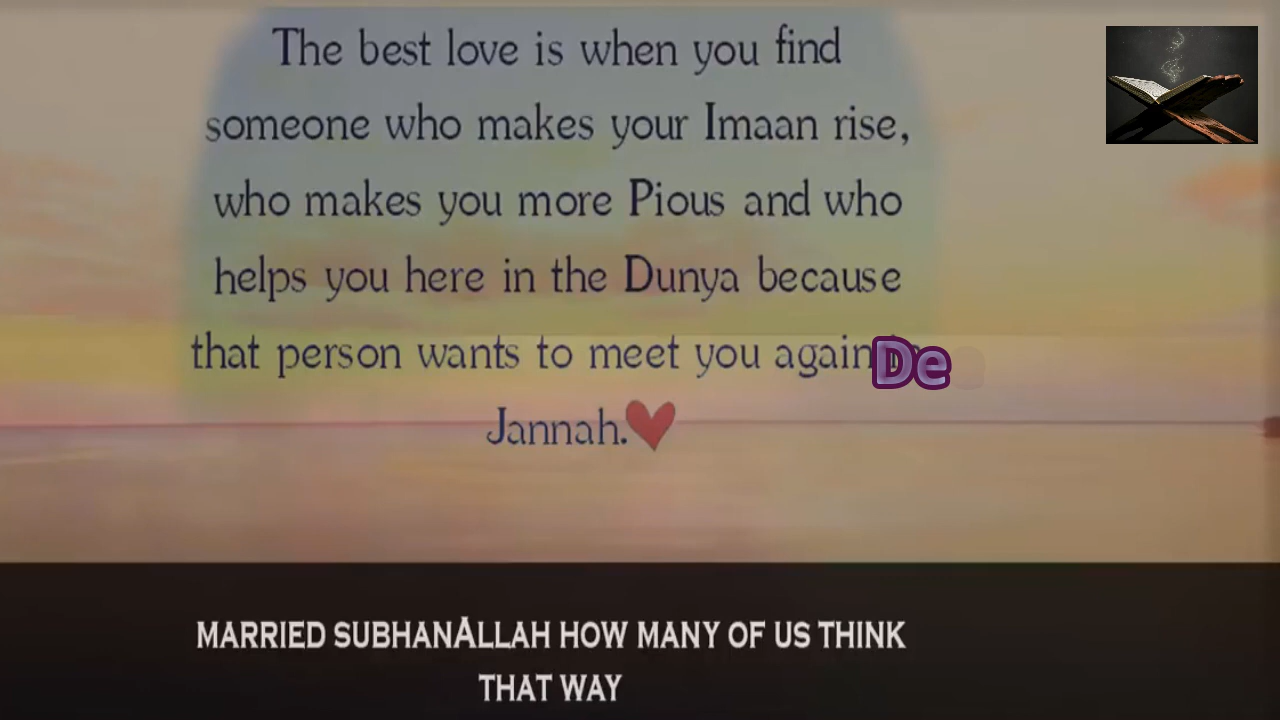 The best love is when you find
someone who makes your Imaan rise,
who makes you more Pious and who
helps you here in the Dunya because
that person wants to meet you again
De
Jannah.
MARRIED SUBHANALLAH HOW MANY OF US THINK
THAT WAY